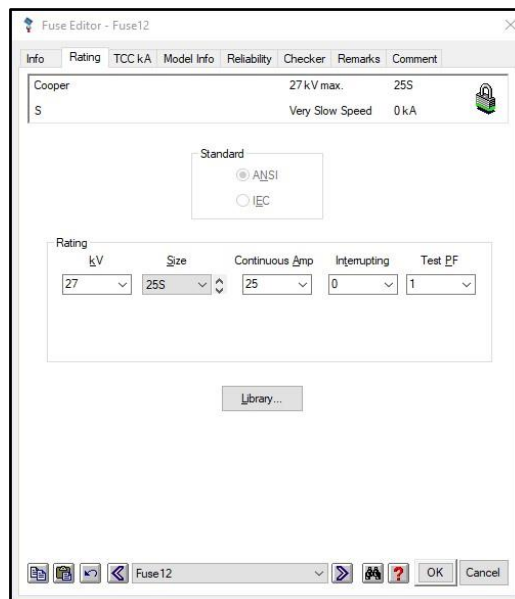 Fuse Editor - Fuse12
Info Rating TCC kA Model Info Reliability Checker Remarks Comment
Cooper 27 kV max. 25S
S Very Slow Speed 0 kA
Standard
ANSI
IEC
Rating
kV Size Continuous Amp Interrupting Test PF
27 25S 25 0 1
Library...
Fuse12 OK Cancel